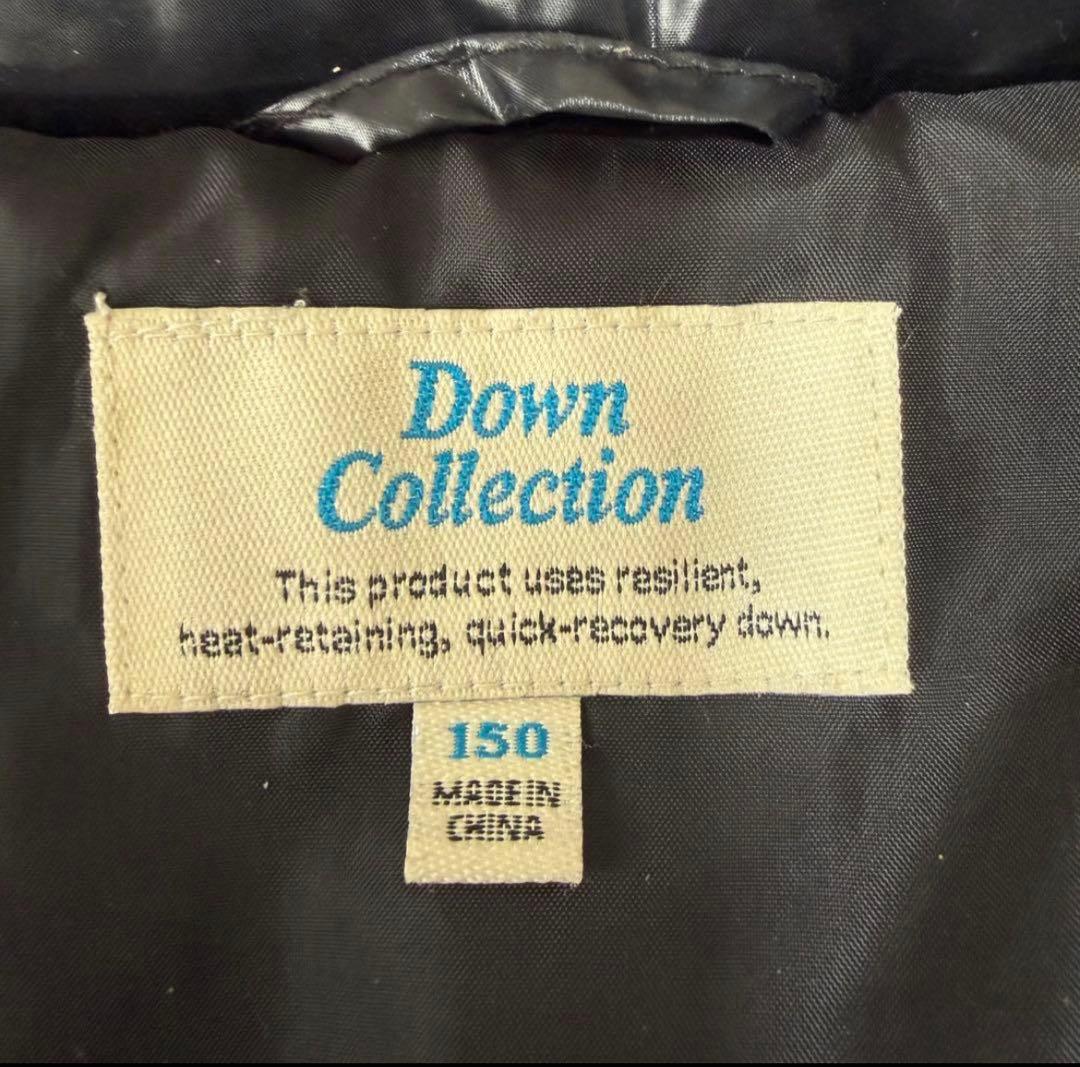 Down
Collection
This product uses resilient,
heat-retaining, quick-recovery down.
150
MADE IN
CHINA